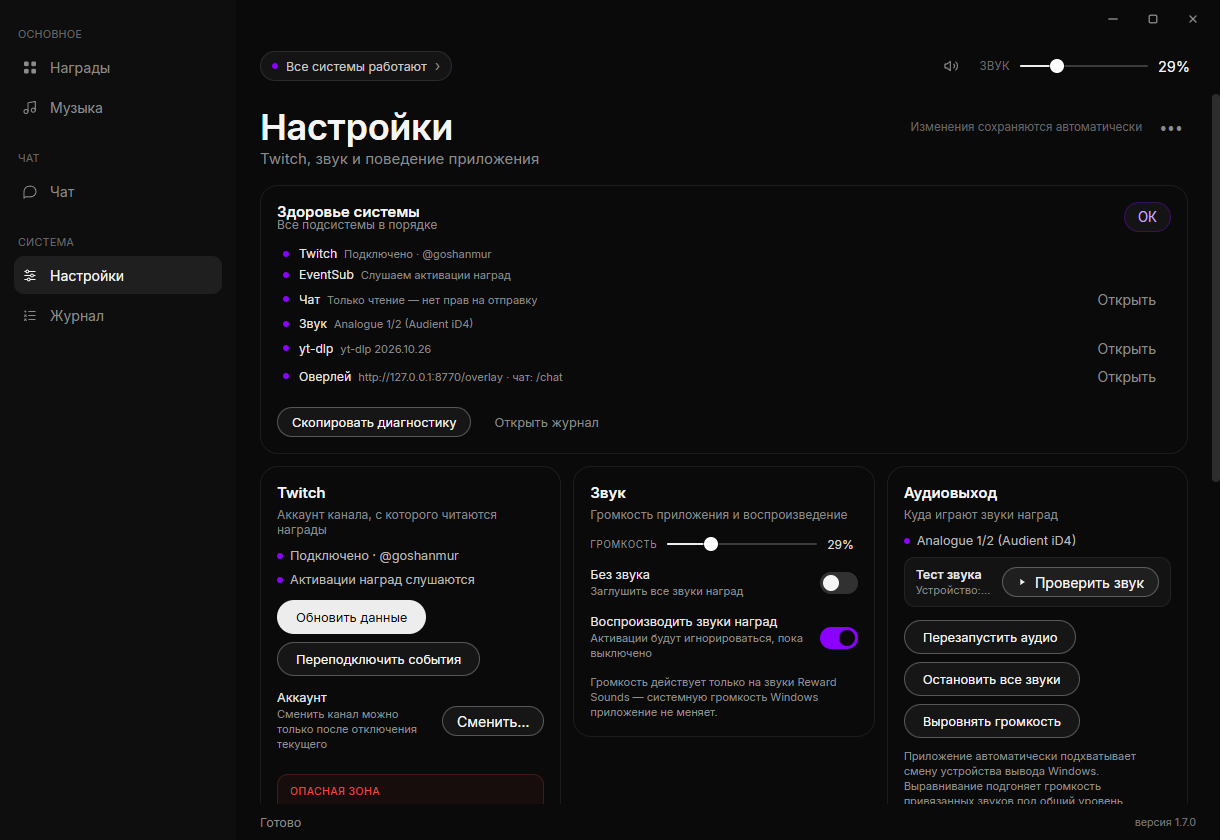 ОСНОВНОЕ
Награды
Музыка
ЧАТ
Чат
СИСТЕМА
Настройки
Журнал
Все системы работают
ЗВУК
29%
Настройки
Twitch, звук и поведение приложения
Изменения сохраняются автоматически
Здоровье системы
Все подсистемы в порядке
ОК
Twitch Подключено · @goshanmur
EventSub Слушаем активации наград
Чат Только чтение — нет прав на отправку
Открыть
Звук Analogue 1/2 (Audient iD4)
yt-dlp yt-dlp 2026.10.26
Открыть
Оверлей http://127.0.0.1:8770/overlay · чат: /chat
Открыть
Скопировать диагностику
Открыть журнал
Twitch
Аккаунт канала, с которого читаются
награды
Подключено · @goshanmur
Активации наград слушаются
Обновить данные
Переподключить события
Аккаунт
Сменить канал можно
только после отключения
текущего
Сменить...
ОПАСНАЯ ЗОНА
Звук
Громкость приложения и воспроизведение
ГРОМКОСТЬ
29%
Без звука
Заглушить все звуки наград
Воспроизводить звуки наград
Активации будут игнорироваться, пока
выключено
Громкость действует только на звуки Reward
Sounds — системную громкость Windows
приложение не меняет.
Аудиовыход
Куда играют звуки наград
Analogue 1/2 (Audient iD4)
Тест звука
Устройство:...
Проверить звук
Перезапустить аудио
Остановить все звуки
Выровнять громкость
Приложение автоматически подхватывает
смену устройства вывода Windows.
Выравнивание подгоняет громкость
привязанных звуков под общий уровень
Готово
версия 1.7.0